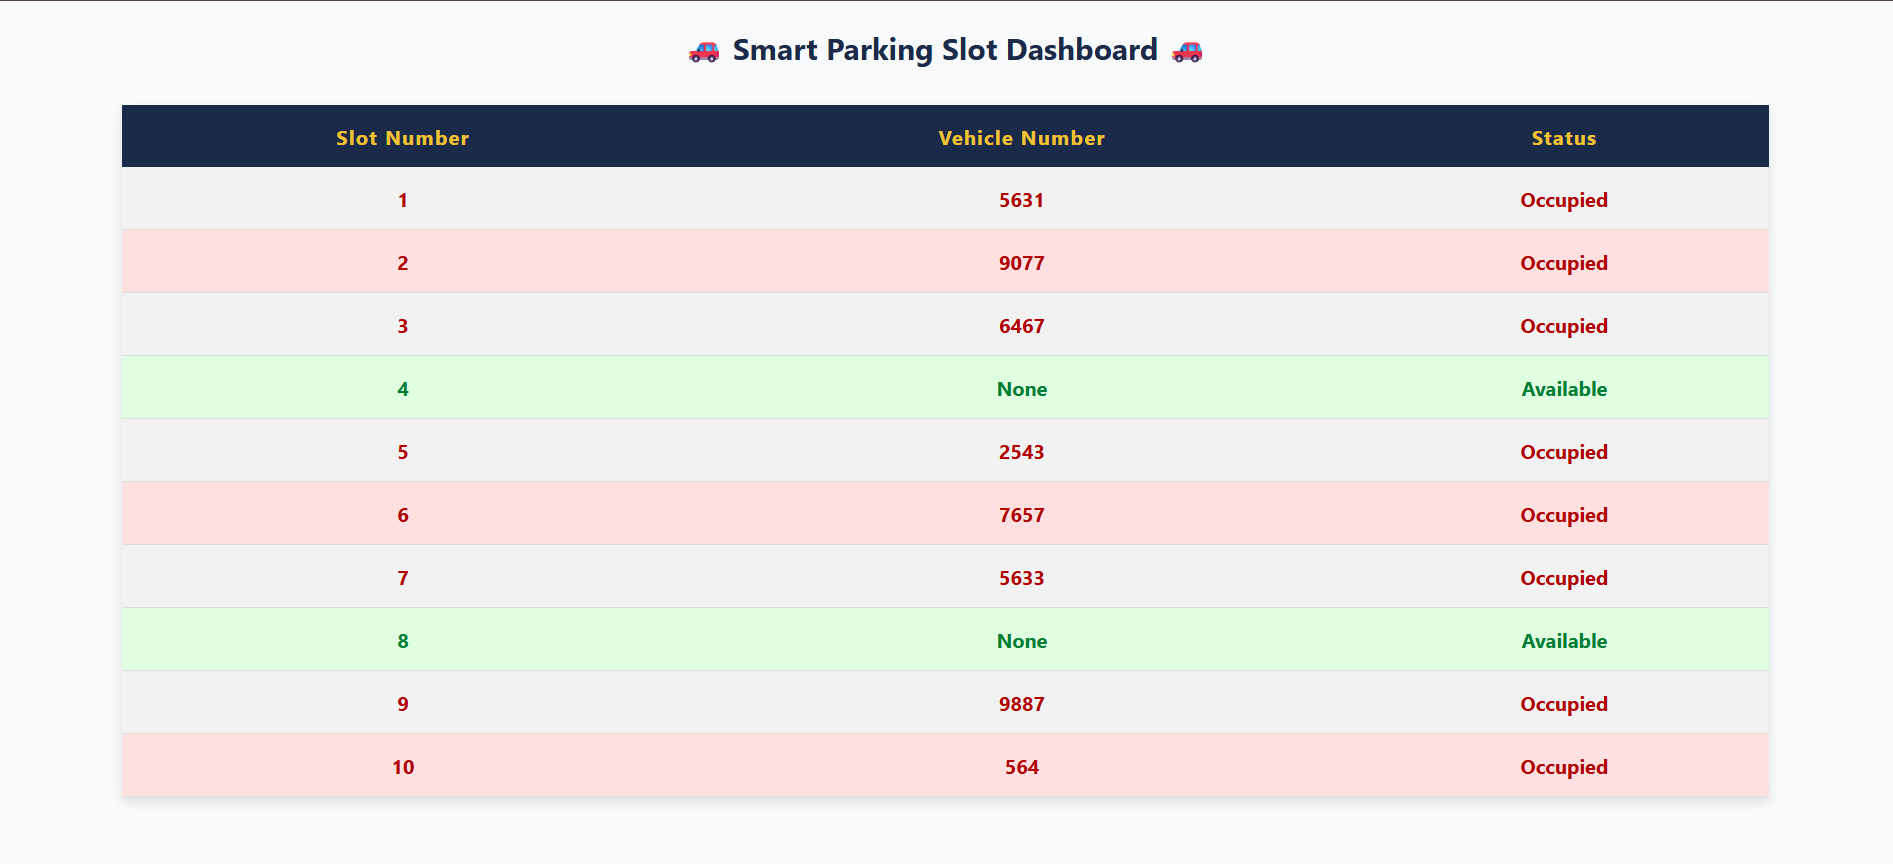 🚗 Smart Parking Slot Dashboard 🚗
Slot Number Vehicle Number Status
1 5631 Occupied
2 9077 Occupied
3 6467 Occupied
4 None Available
5 2543 Occupied
6 7657 Occupied
7 5633 Occupied
8 None Available
9 9887 Occupied
10 564 Occupied